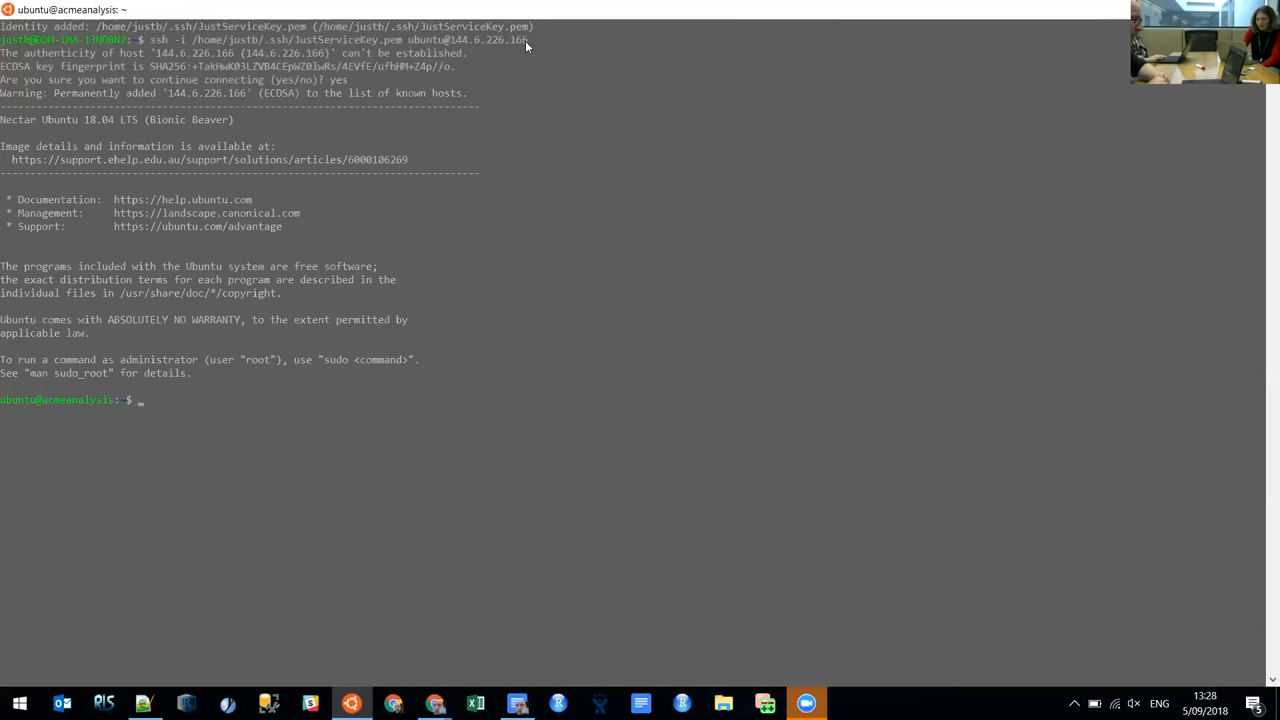 ubuntu@acmeanalysis: ~
Identity added: /home/justb/.ssh/JustServiceKey.pem (/home/justb/.ssh/JustServiceKey.pem)
$ ssh -i /home/justb/.ssh/JustServiceKey.pem ubuntu@144.6.226.166
The authenticity of host '144.6.226.166 (144.6.226.166)' can't be established.
ECDSA key fingerprint is
Are you sure you want to continue connecting (yes/no)? yes
Warning: Permanently added '144.6.226.166' (ECDSA) to the list of known hosts.
--------------------------------------------------------------------------------
Nectar Ubuntu 18.04 LTS (Bionic Beaver)
Image details and information is available at:
https://support.ehelp.edu.au/support/solutions/articles/6000106269
--------------------------------------------------------------------------------
* Documentation: https://help.ubuntu.com
* Management: https://landscape.canonical.com
* Support: https://ubuntu.com/advantage
The programs included with the Ubuntu system are free software;
the exact distribution terms for each program are described in the
individual files in /usr/share/doc/*/copyright.
Ubuntu comes with ABSOLUTELY NO WARRANTY, to the extent permitted by
applicable law.
To run a command as administrator (user "root"), use "sudo <command>".
See "man sudo_root" for details.
ubuntu@acmeanalysis:~$ _
ENG
13:28
5/09/2018
5